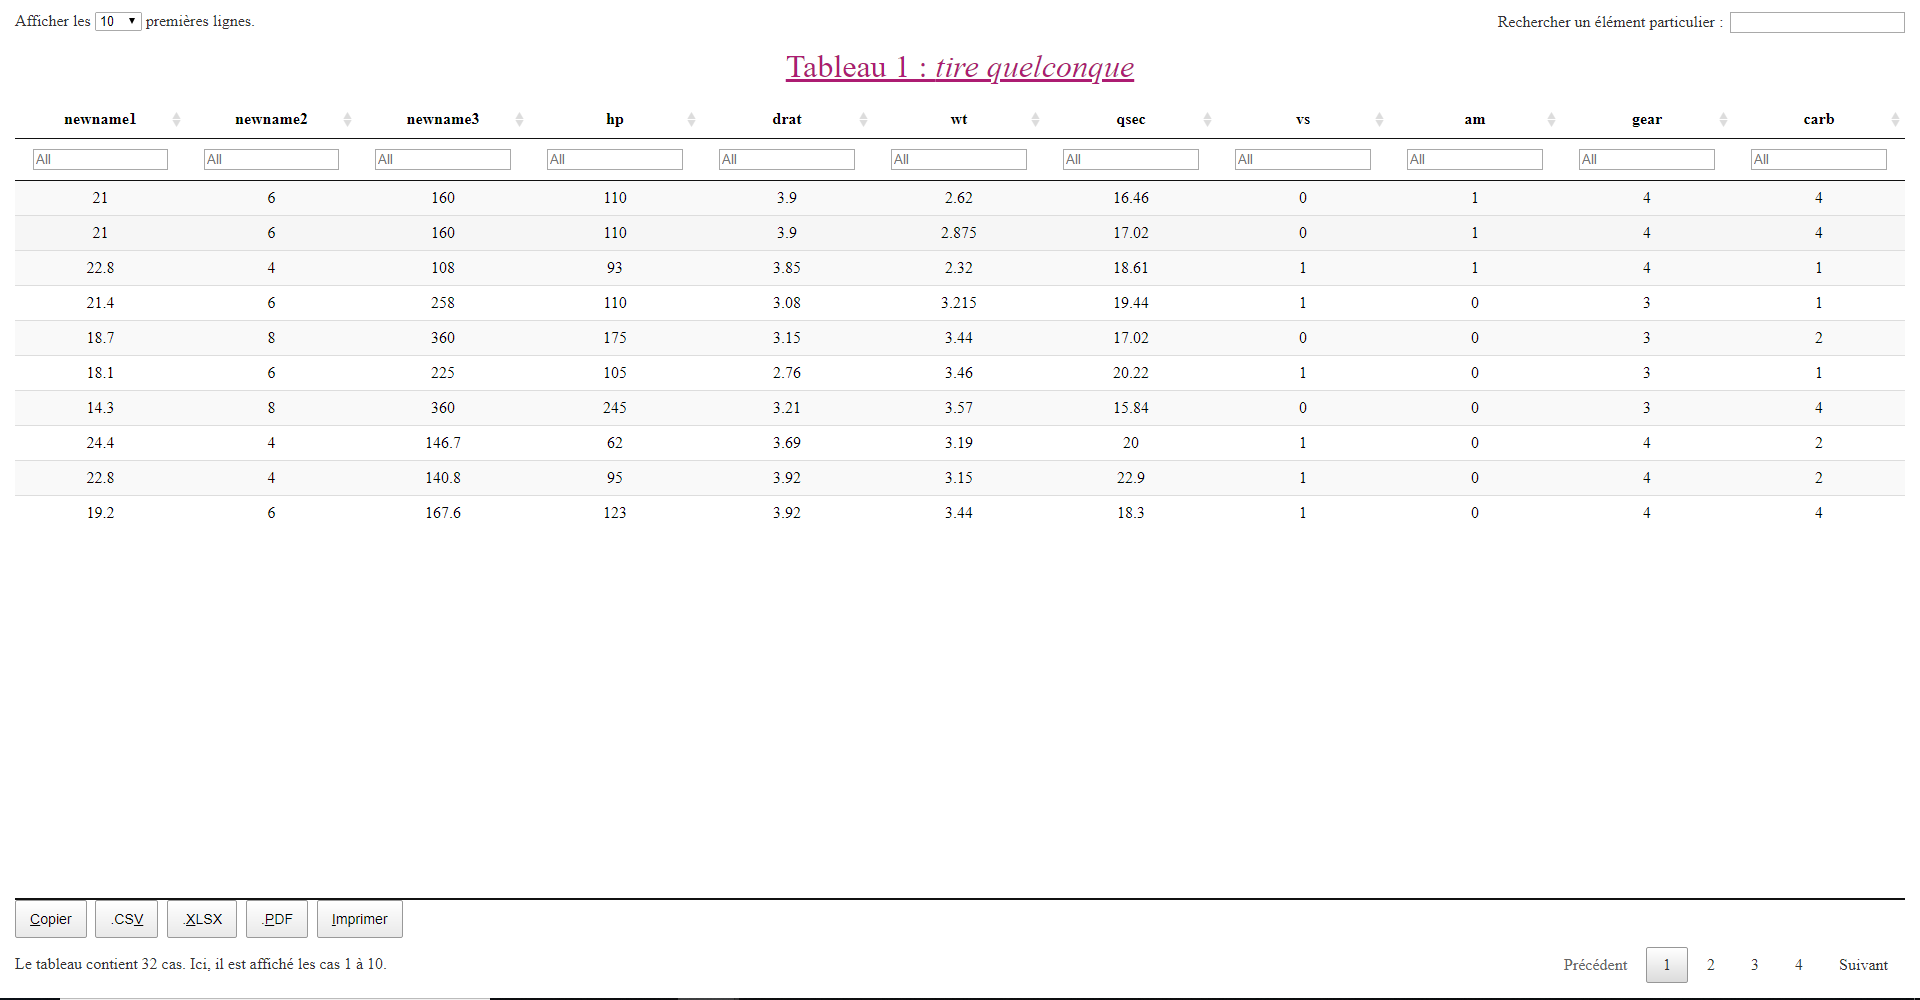 Afficher les 10 premières lignes.
Rechercher un élément particulier :
Tableau 1 : tire quelconque
newname1 newname2 newname3 hp drat wt qsec vs am gear carb
All All All All All All All All All All All
21 6 160 110 3.9 2.62 16.46 0 1 4 4
21 6 160 110 3.9 2.875 17.02 0 1 4 4
22.8 4 108 93 3.85 2.32 18.61 1 1 4 1
21.4 6 258 110 3.08 3.215 19.44 1 0 3 1
18.7 8 360 175 3.15 3.44 17.02 0 0 3 2
18.1 6 225 105 2.76 3.46 20.22 1 0 3 1
14.3 8 360 245 3.21 3.57 15.84 0 0 3 4
24.4 4 146.7 62 3.69 3.19 20 1 0 4 2
22.8 4 140.8 95 3.92 3.15 22.9 1 0 4 2
19.2 6 167.6 123 3.92 3.44 18.3 1 0 4 4
Copier .CSV .XLSX .PDF Imprimer
Le tableau contient 32 cas. Ici, il est affiché les cas 1 à 10.
Précédent 1 2 3 4 Suivant